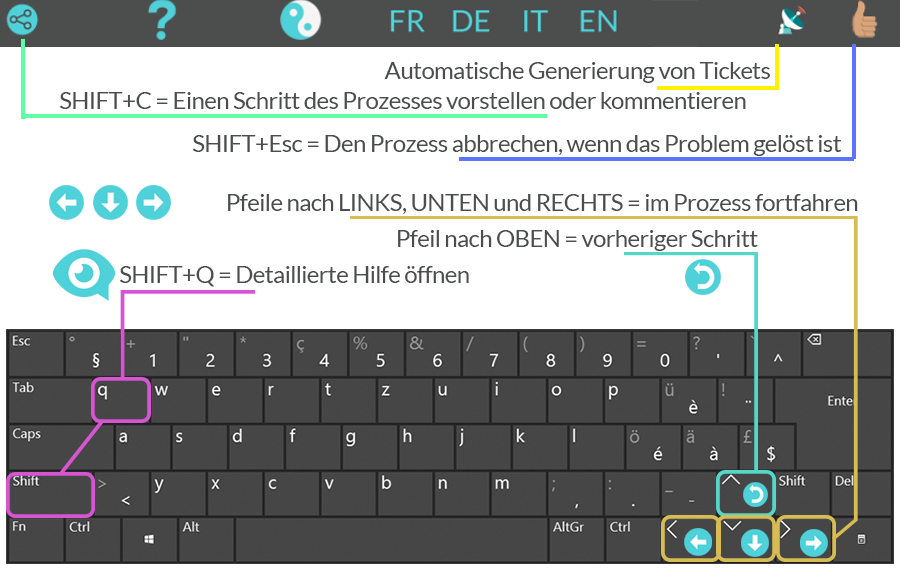 ? FR DE IT EN
Automatische Generierung von Tickets
SHIFT+C = Einen Schritt des Prozesses vorstellen oder kommentieren
SHIFT+Esc = Den Prozess abbrechen, wenn das Problem gelöst ist
Pfeile nach LINKS, UNTEN und RECHTS = im Prozess fortfahren
Pfeil nach OBEN = vorheriger Schritt
SHIFT+Q = Detaillierte Hilfe öffnen
Esc ° § + 1 " 2 * 3 ç 4 % 5 & 6 / 7 ( 8 ) 9 = 0 ? ' ` ^
Tab q w e r t z u i o p ü è ! ¨ Enter
Caps a s d f g h j k l ö é ä à £ $
Shift > < y x c v b n m ; , : . _ - Shift Del
Fn Ctrl Alt AltGr Ctrl